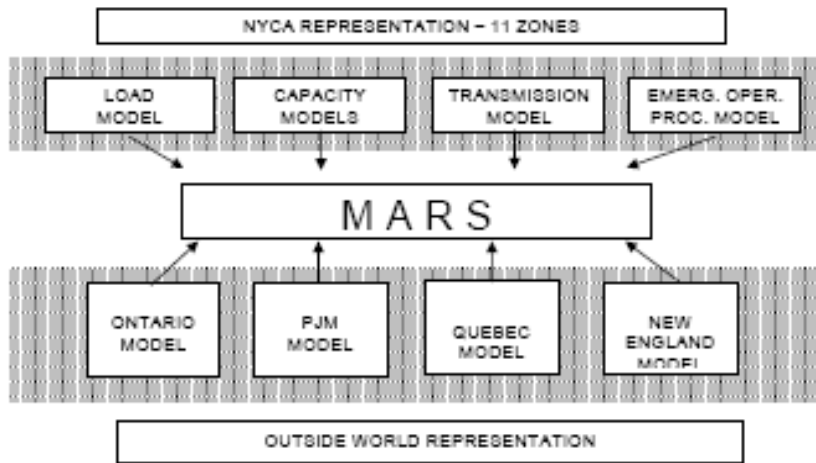 NYCA REPRESENTATION – 11 ZONES
LOAD
MODEL
CAPACITY
MODELS
TRANSMISSION
MODEL
EMERG. OPER.
PROC. MODEL
MARS
ONTARIO
MODEL
PJM
MODEL
QUEBEC
MODEL
NEW
ENGLAND
MODEL
OUTSIDE WORLD REPRESENTATION